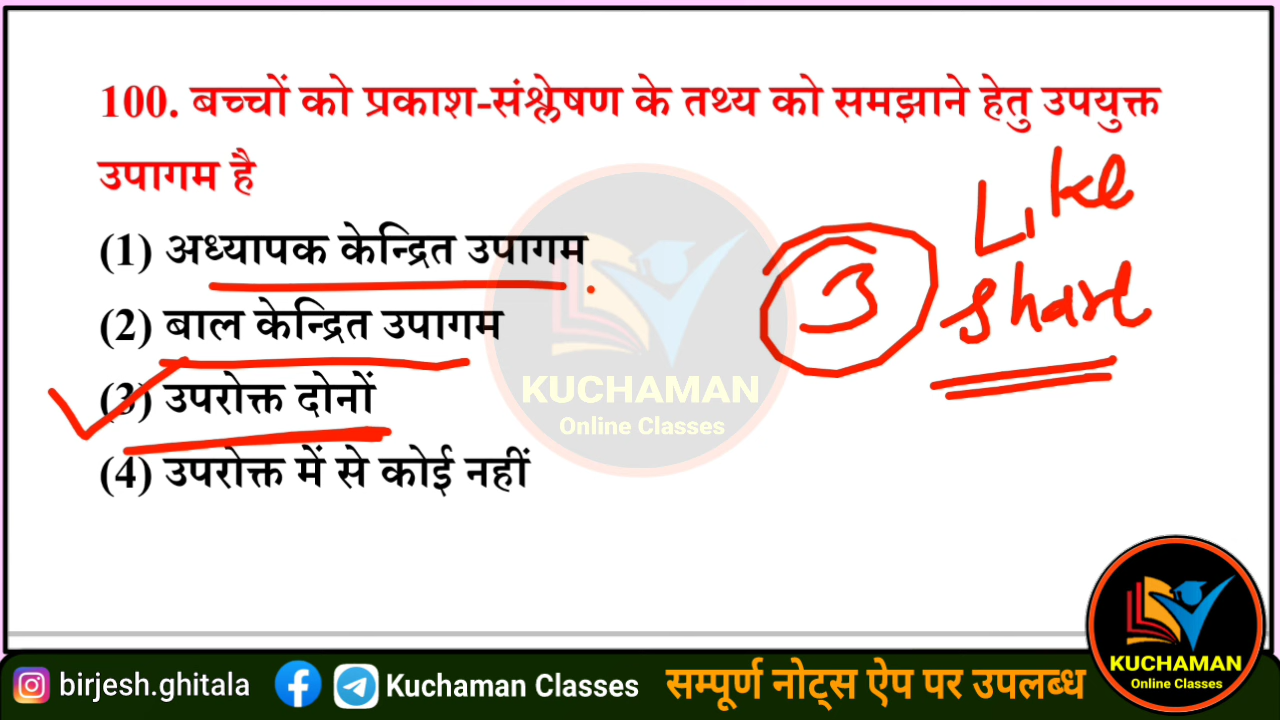 100. बच्चों को प्रकाश-संश्लेषण के तथ्य को समझाने हेतु उपयुक्त
उपागम है
(1) अध्यापक केन्द्रित उपागम
(2) बाल केन्द्रित उपागम
(3) उपरोक्त दोनों
(4) उपरोक्त में से कोई नहीं
3
Like
Share
KUCHAMAN
Online Classes
KUCHAMAN
Online Classes
birjesh.ghitala Kuchaman Classes सम्पूर्ण नोट्स ऐप पर उपलब्ध